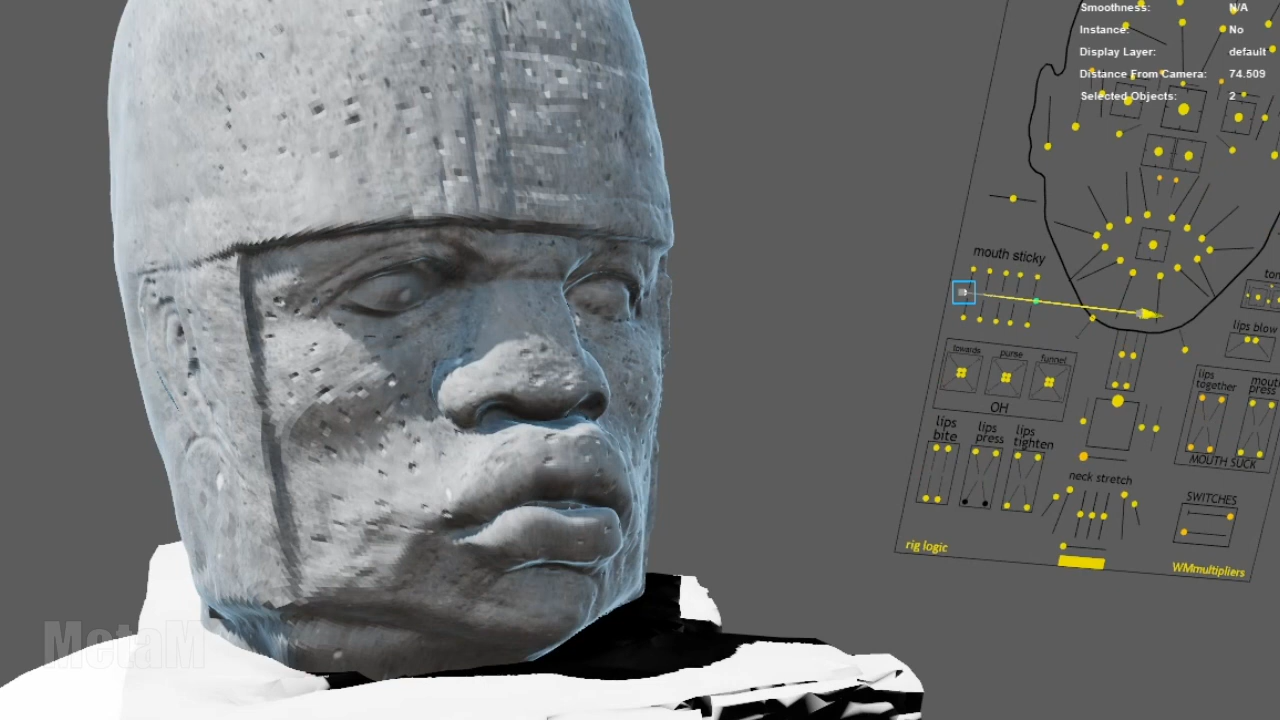 Smoothness: N/A
Instance: No
Display Layer: default
Distance From Camera: 74.509
Selected Objects: 2
mouth sticky
lips blow
towards purse funnel
OH
lips together
lips bite
lips press
lips tighten
MOUTH SUCK
neck stretch
SWITCHES
rig logic
WMmultipliers
MetaM